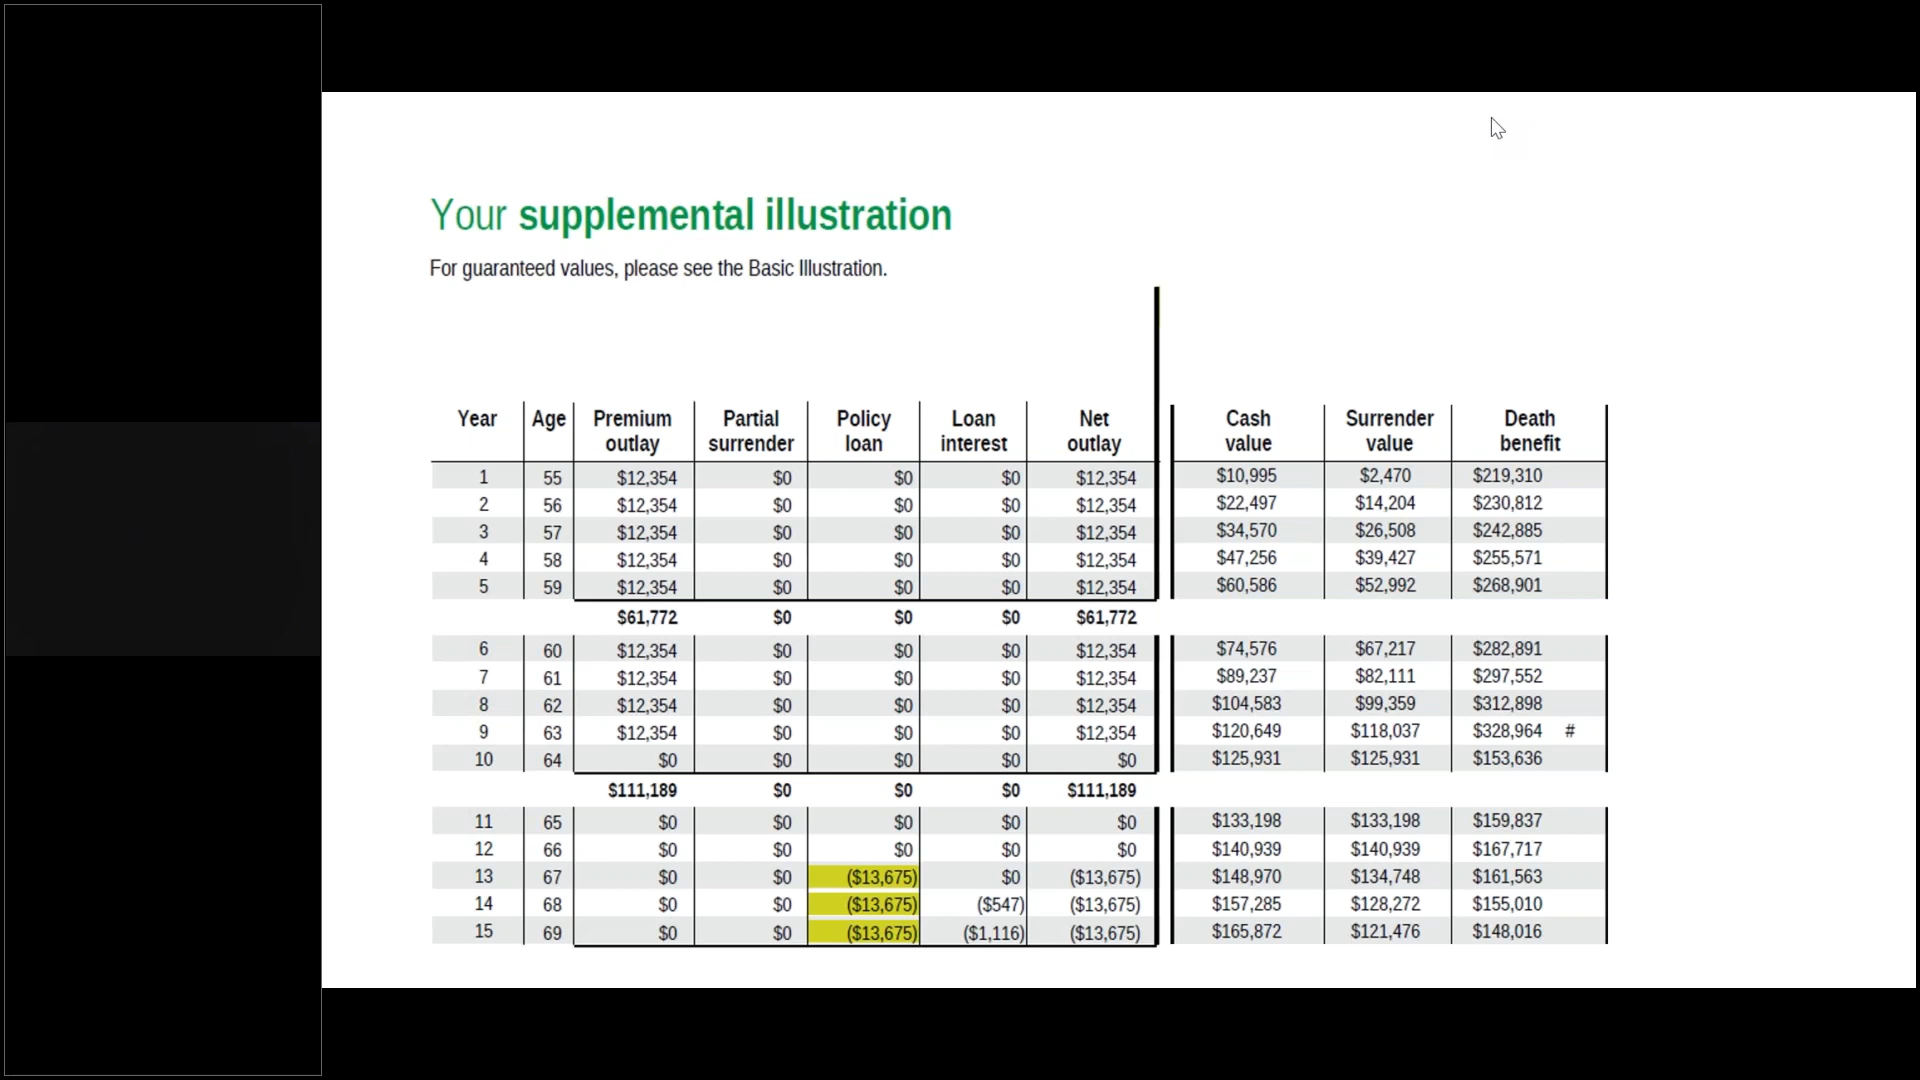 Your supplemental illustration
For guaranteed values, please see the Basic Illustration.
Year Age Premium outlay Partial surrender Policy loan Loan interest Net outlay Cash value Surrender value Death benefit
1 55 $12,354 $0 $0 $0 $12,354 $10,995 $2,470 $219,310
2 56 $12,354 $0 $0 $0 $12,354 $22,497 $14,204 $230,812
3 57 $12,354 $0 $0 $0 $12,354 $34,570 $26,508 $242,885
4 58 $12,354 $0 $0 $0 $12,354 $47,256 $39,427 $255,571
5 59 $12,354 $0 $0 $0 $12,354 $60,586 $52,992 $268,901
$61,772 $0 $0 $0 $61,772
6 60 $12,354 $0 $0 $0 $12,354 $74,576 $67,217 $282,891
7 61 $12,354 $0 $0 $0 $12,354 $89,237 $82,111 $297,552
8 62 $12,354 $0 $0 $0 $12,354 $104,583 $99,359 $312,898
9 63 $12,354 $0 $0 $0 $12,354 $120,649 $118,037 $328,964 #
10 64 $0 $0 $0 $0 $0 $125,931 $125,931 $153,636
$111,189 $0 $0 $0 $111,189
11 65 $0 $0 $0 $0 $0 $133,198 $133,198 $159,837
12 66 $0 $0 $0 $0 $0 $140,939 $140,939 $167,717
13 67 $0 $0 ($13,675) $0 ($13,675) $148,970 $134,748 $161,563
14 68 $0 $0 ($13,675) ($547) ($13,675) $157,285 $128,272 $155,010
15 69 $0 $0 ($13,675) ($1,116) ($13,675) $165,872 $121,476 $148,016